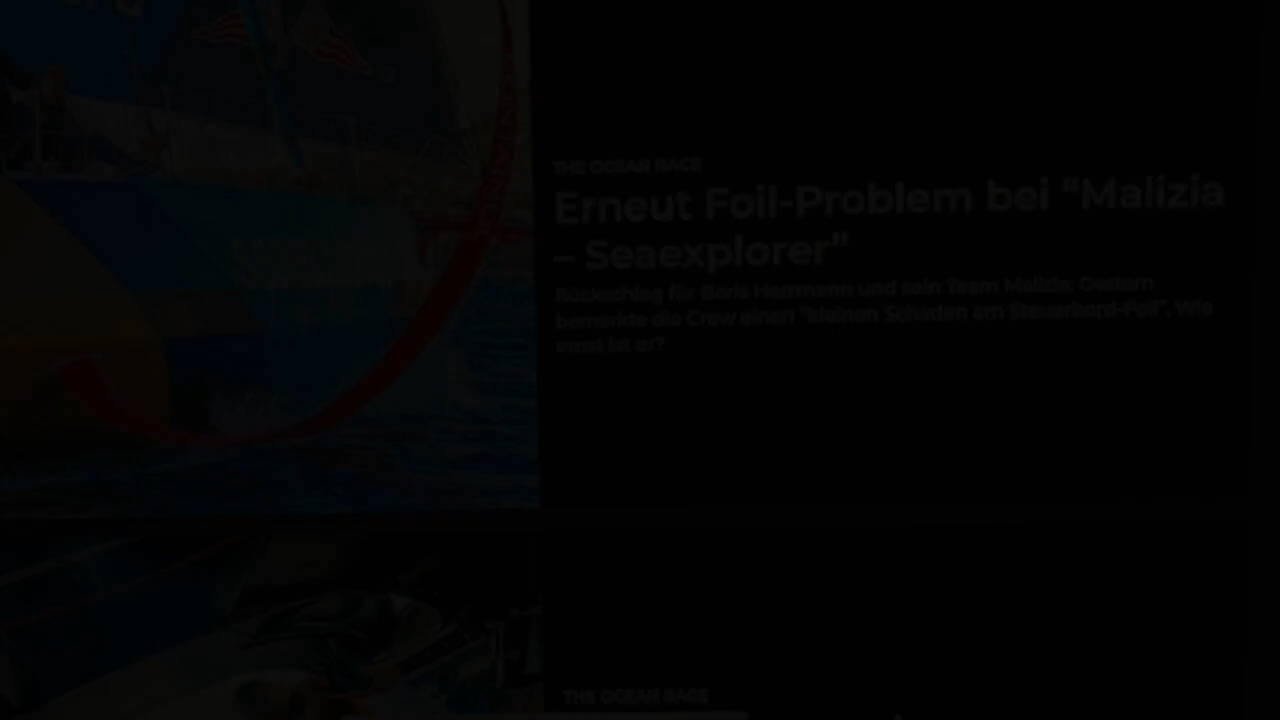 THE OCEAN RACE
Erneut Foil-Problem bei "Malizia
– Seaexplorer"
Rückschlag für Boris Herrmann und sein Team Malizia: Gestern
bemerkte die Crew einen "kleinen Schaden am Steuerbord-Foil". Wie
ernst ist er?
THE OCEAN RACE